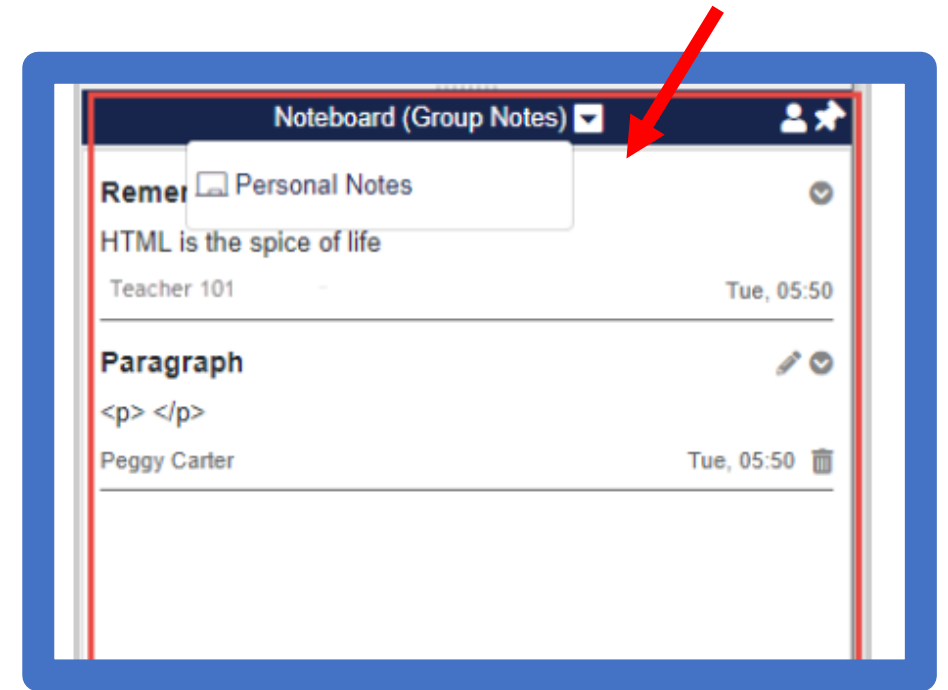 Noteboard (Group Notes)
Personal Notes
Remer
HTML is the spice of life
Teacher 101
Tue, 05:50
Paragraph
<p> </p>
Peggy Carter
Tue, 05:50